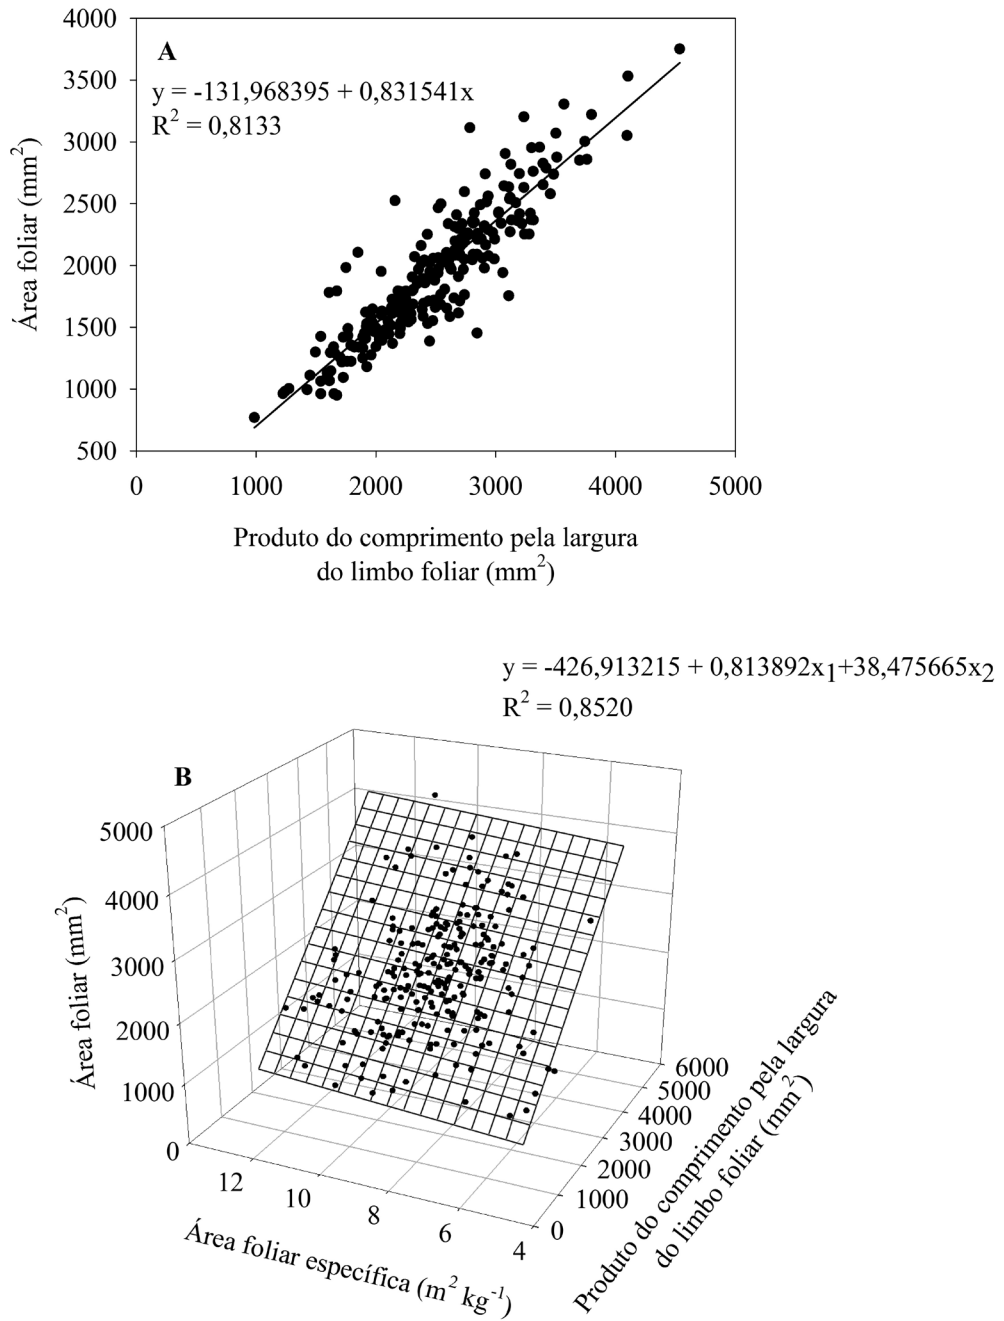 4000
A
3500
y = -131,968395 + 0,831541x
R² = 0,8133
3000
2500
2000
1500
1000
500
Área foliar (mm²)
0 1000 2000 3000 4000 5000
Produto do comprimento pela largura
do limbo foliar (mm²)
y = -426,913215 + 0,813892x₁+38,475665x₂
R² = 0,8520
B
5000
4000
3000
2000
1000
0
Área foliar (mm²)
12 10 8 6 4
Área foliar específica (m² kg⁻¹)
6000
5000
4000
3000
2000
1000
0
Produto do comprimento pela largura
do limbo foliar (mm²)